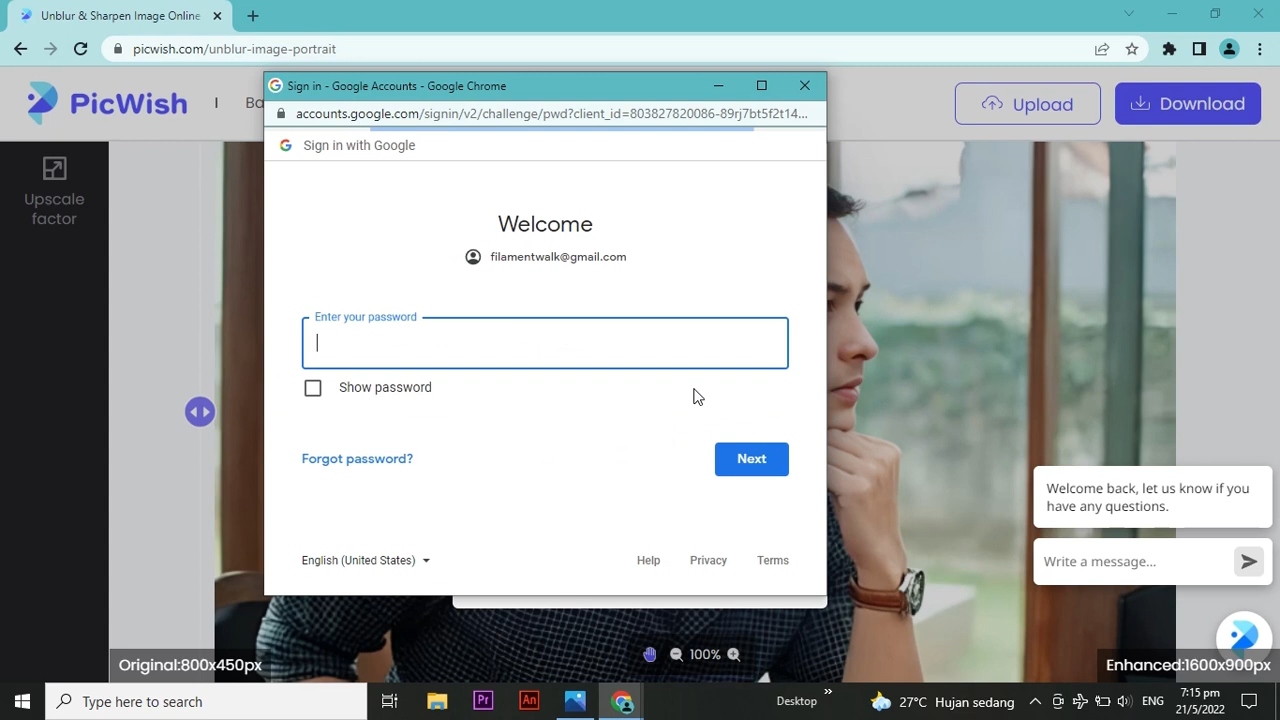 Unblur & Sharpen Image Online
picwish.com/unblur-image-portrait
PicWish
Ba
Upload
Download
Sign in - Google Accounts - Google Chrome
accounts.google.com/signin/v2/challenge/pwd?client_id=803827820086-89rj7bt5f2t14...
Sign in with Google
Upscale
factor
Welcome
filamentwalk@gmail.com
Enter your password
Show password
Forgot password?
Next
English (United States)
Help
Privacy
Terms
Welcome back, let us know if you
have any questions.
Write a message...
100%
Original:800x450px
Enhanced:1600x900px
Type here to search
Pr
An
Desktop
»
27°C Hujan sedang
ENG
7:15 pm
21/5/2022